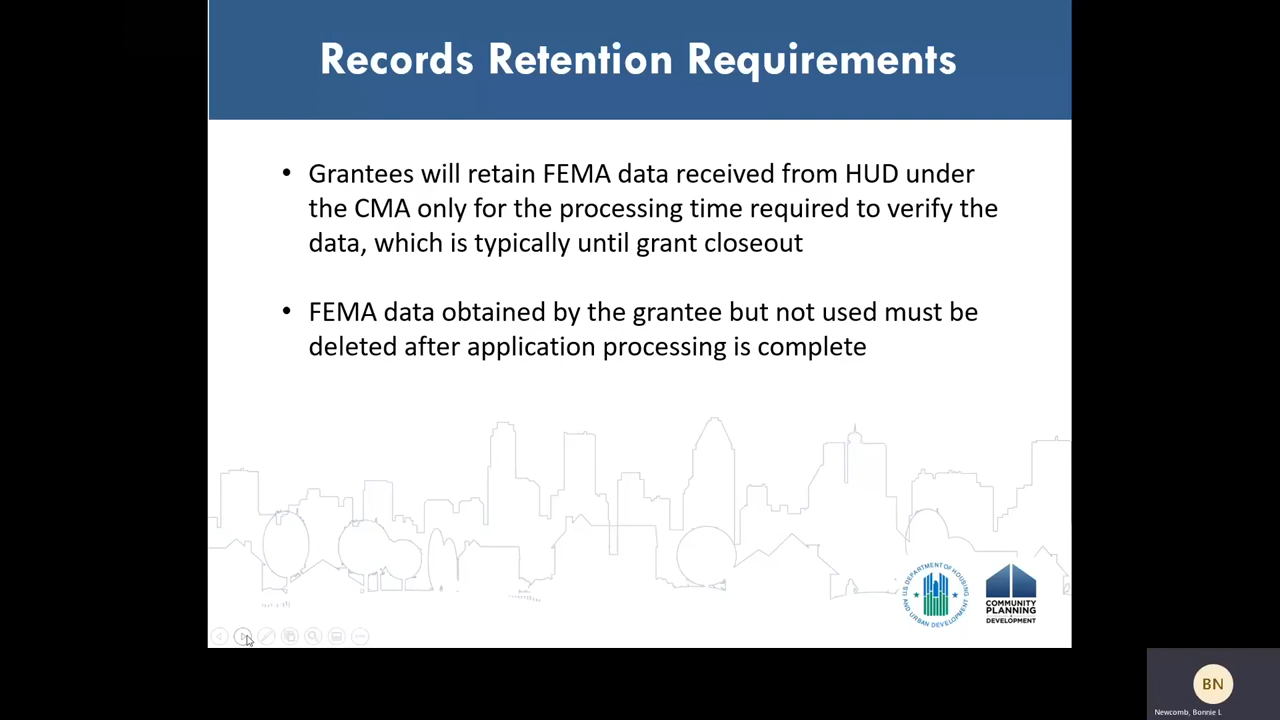 Records Retention Requirements
• Grantees will retain FEMA data received from HUD under
the CMA only for the processing time required to verify the
data, which is typically until grant closeout
• FEMA data obtained by the grantee but not used must be
deleted after application processing is complete
U.S. DEPARTMENT OF HOUSING
AND URBAN DEVELOPMENT
COMMUNITY
PLANNING
DEVELOPMENT
BN
Newcomb, Bonnie L